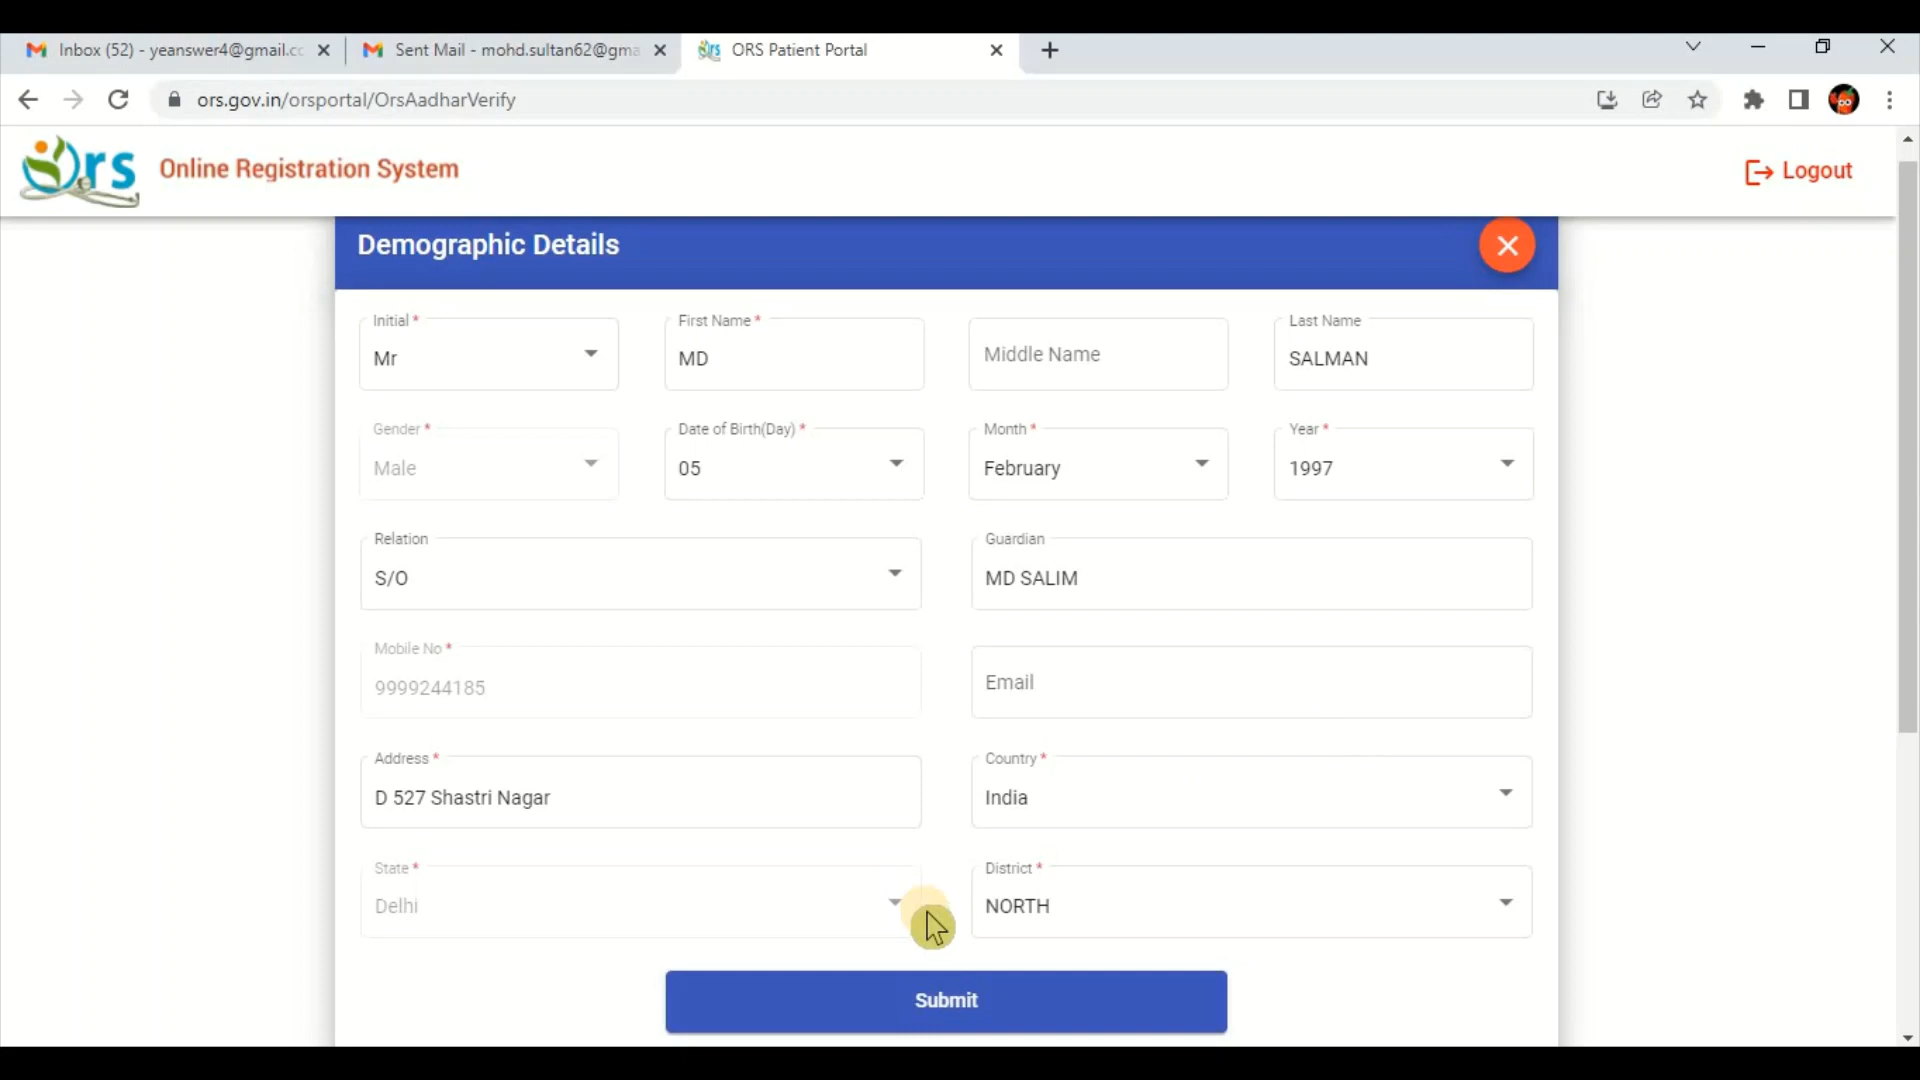 Inbox (52) - yeanswer4@gmail.cc
Sent Mail - mohd.sultan62@gma
ORS Patient Portal
ors.gov.in/orsportal/OrsAadharVerify
Ors
Online Registration System
Logout
Demographic Details
Initial *
First Name *
Last Name
Mr
MD
Middle Name
SALMAN
Gender *
Date of Birth(Day) *
Month *
Year *
Male
05
February
1997
Relation
Guardian
S/O
MD SALIM
Mobile No *
9999244185
Email
Address *
Country *
D 527 Shastri Nagar
India
State *
District *
Delhi
NORTH
Submit